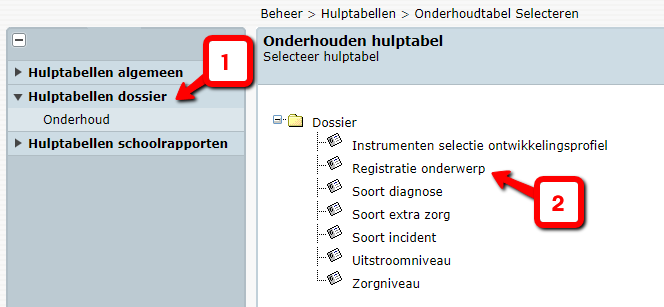 Beheer > Hulptabellen > Onderhoudtabel Selecteren
Hulptabellen algemeen
Hulptabellen dossier
Onderhoud
Hulptabellen schoolrapporten
1
Onderhouden hulptabel
Selecteer hulptabel
Dossier
Instrumenten selectie ontwikkelingsprofiel
Registratie onderwerp
Soort diagnose
Soort extra zorg
Soort incident
Uitstroomniveau
Zorgniveau
2